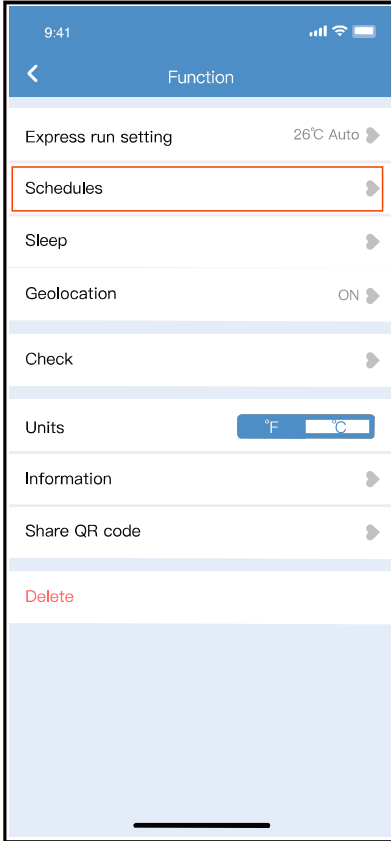 9:41
Function
Express run setting 26°C Auto
Schedules
Sleep
Geolocation ON
Check
Units °F °C
Information
Share QR code
Delete